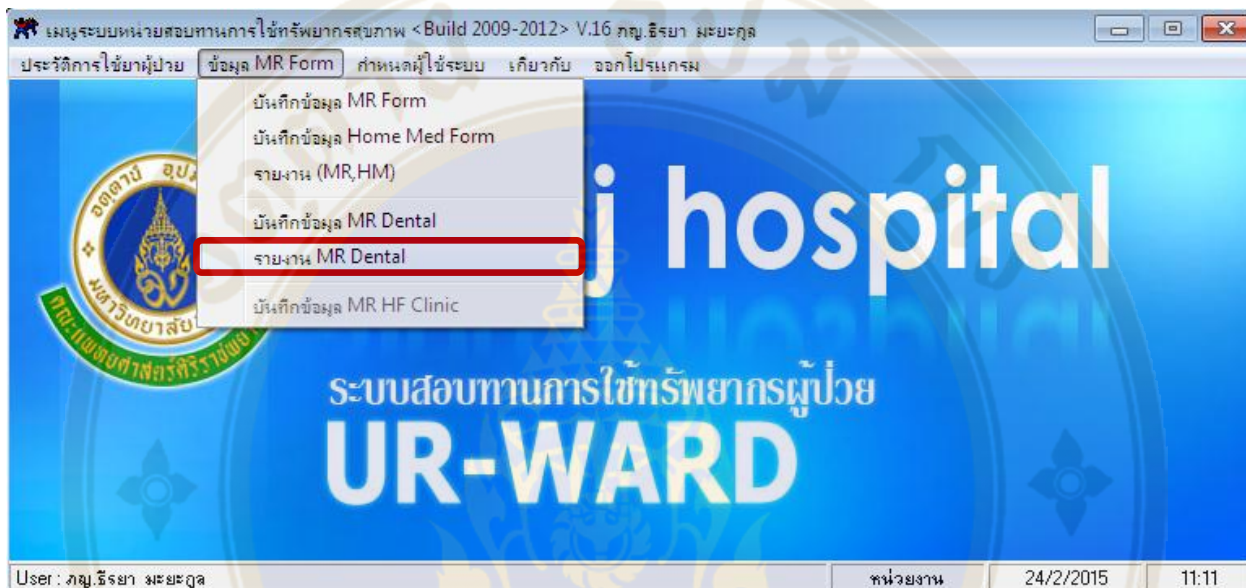 เมนูระบบหน่วยสอบทานการใช้ทรัพยากรสุขภาพ <Build 2009-2012> V.16 ภญ.ธีรยา มะยะกูล
ประวัติการใช้ยาผู้ป่วย ข้อมูล MR Form กำหนดผู้ใช้ระบบ เกี่ยวกับ ออกโปรแกรม
บันทึกข้อมูล MR Form
บันทึกข้อมูล Home Med Form
รายงาน (MR,HM)
บันทึกข้อมูล MR Dental
รายงาน MR Dental
บันทึกข้อมูล MR HF Clinic
j hospital
ระบบสอบทานการใช้ทรัพยากรผู้ป่วย
UR-WARD
User : ภญ.ธีรยา มะยะกูล หน่วยงาน 24/2/2015 11:11